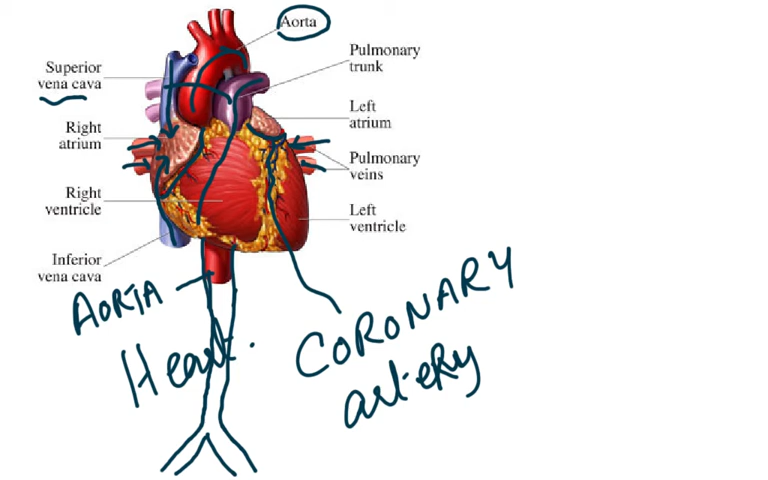 Aorta
Pulmonary
trunk
Superior
vena cava
Left
atrium
Right
atrium
Pulmonary
veins
Right
ventricle
Left
ventricle
Inferior
vena cava
AORTA
Heart.
CORONARY
artery